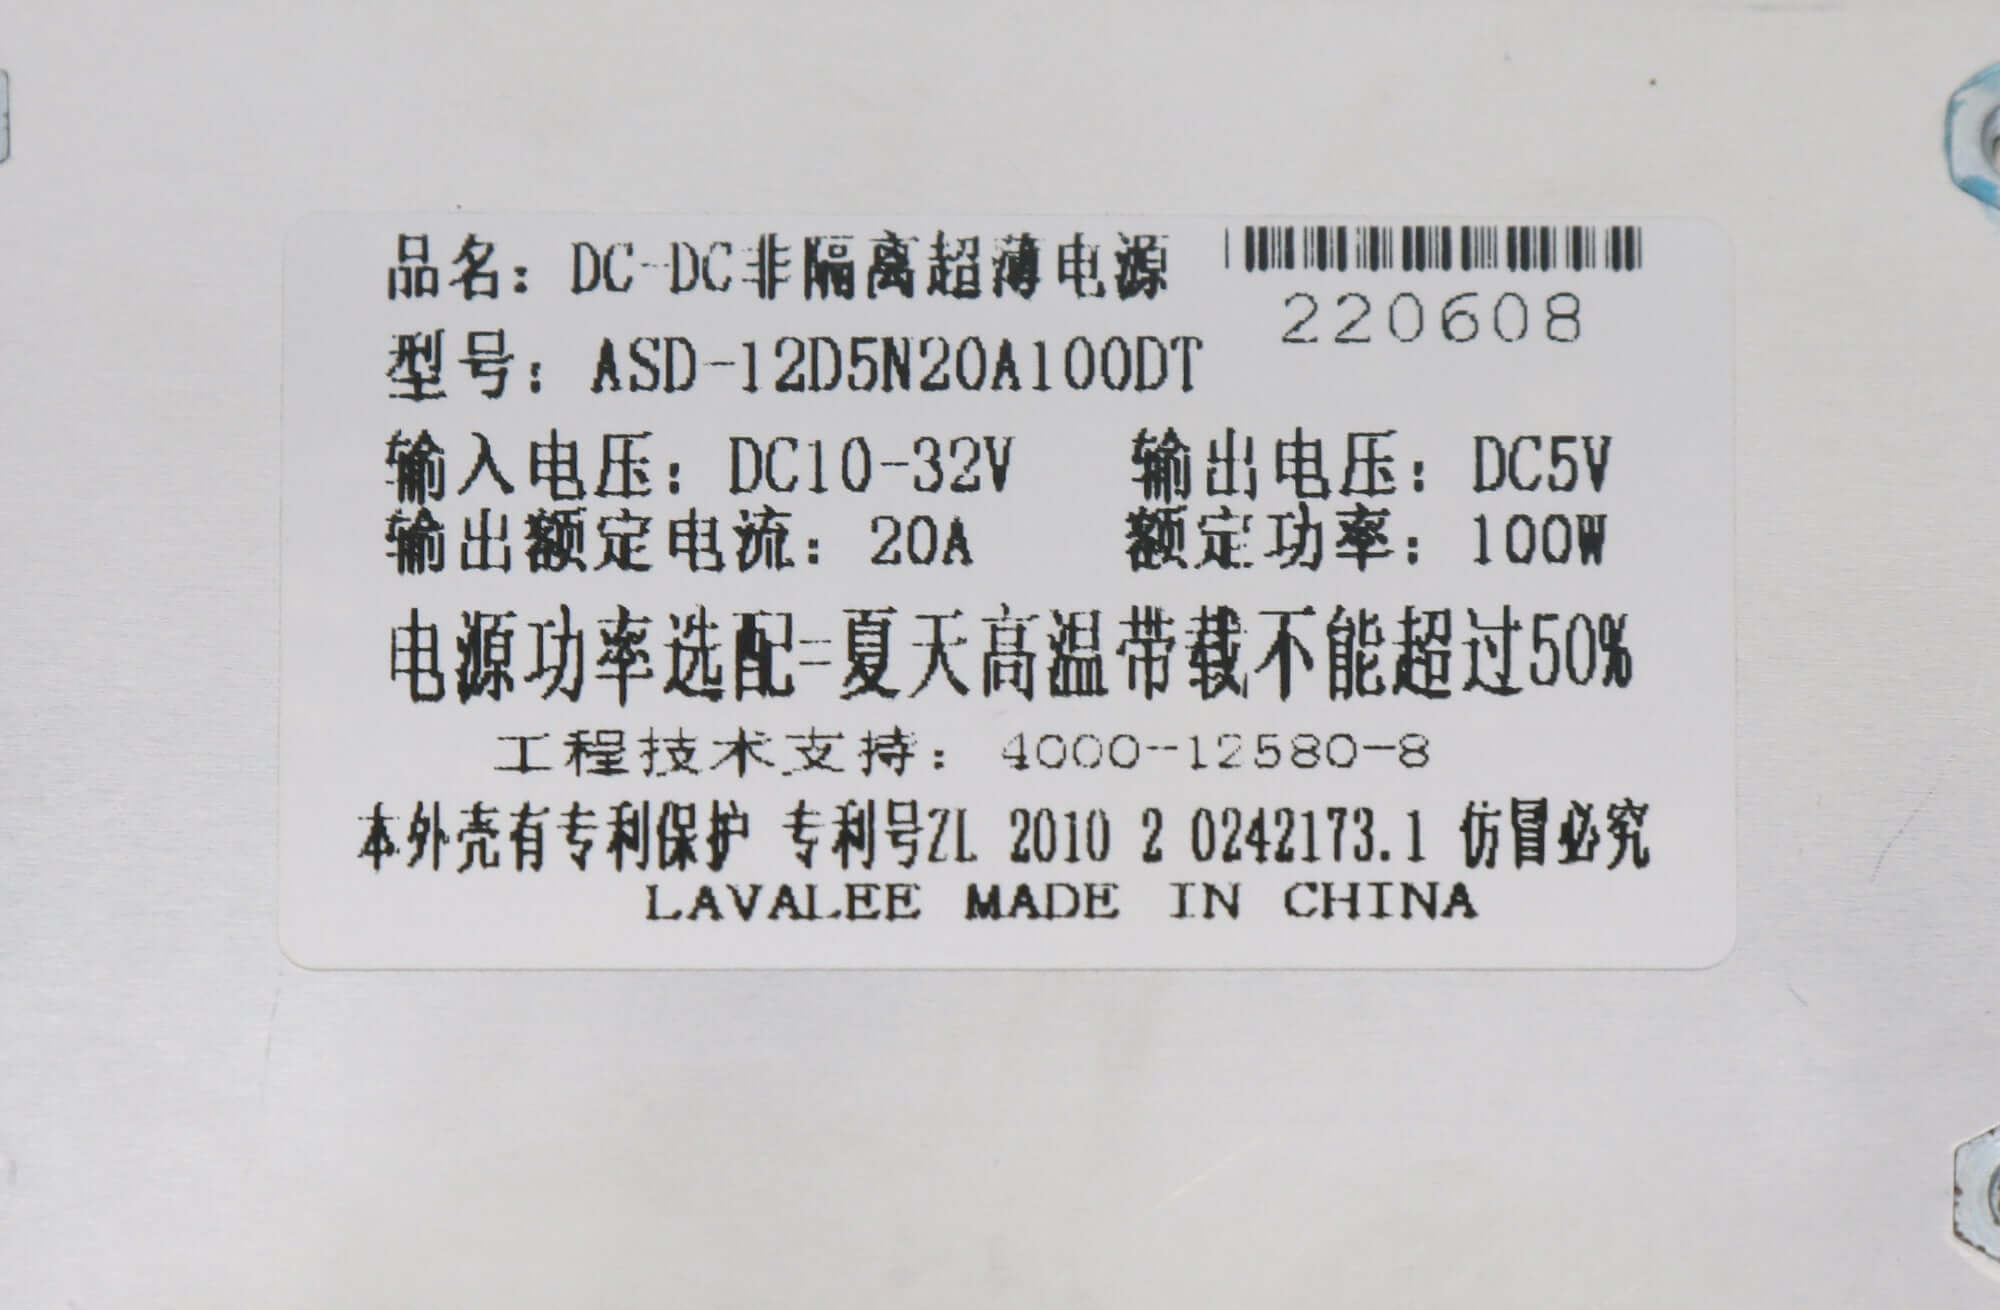 品名：DC-DC非隔离超薄电源
220608
型号：ASD-12D5N20A100DT
输入电压：DC10-32V 输出电压：DC5V
输出额定电流：20A 额定功率：100W
电源功率选配=夏天高温带载不能超过50%
工程技术支持：4000-12580-8
本外壳有专利保护 专利号ZL 2010 2 0242173.1 仿冒必究
LAVALEE MADE IN CHINA